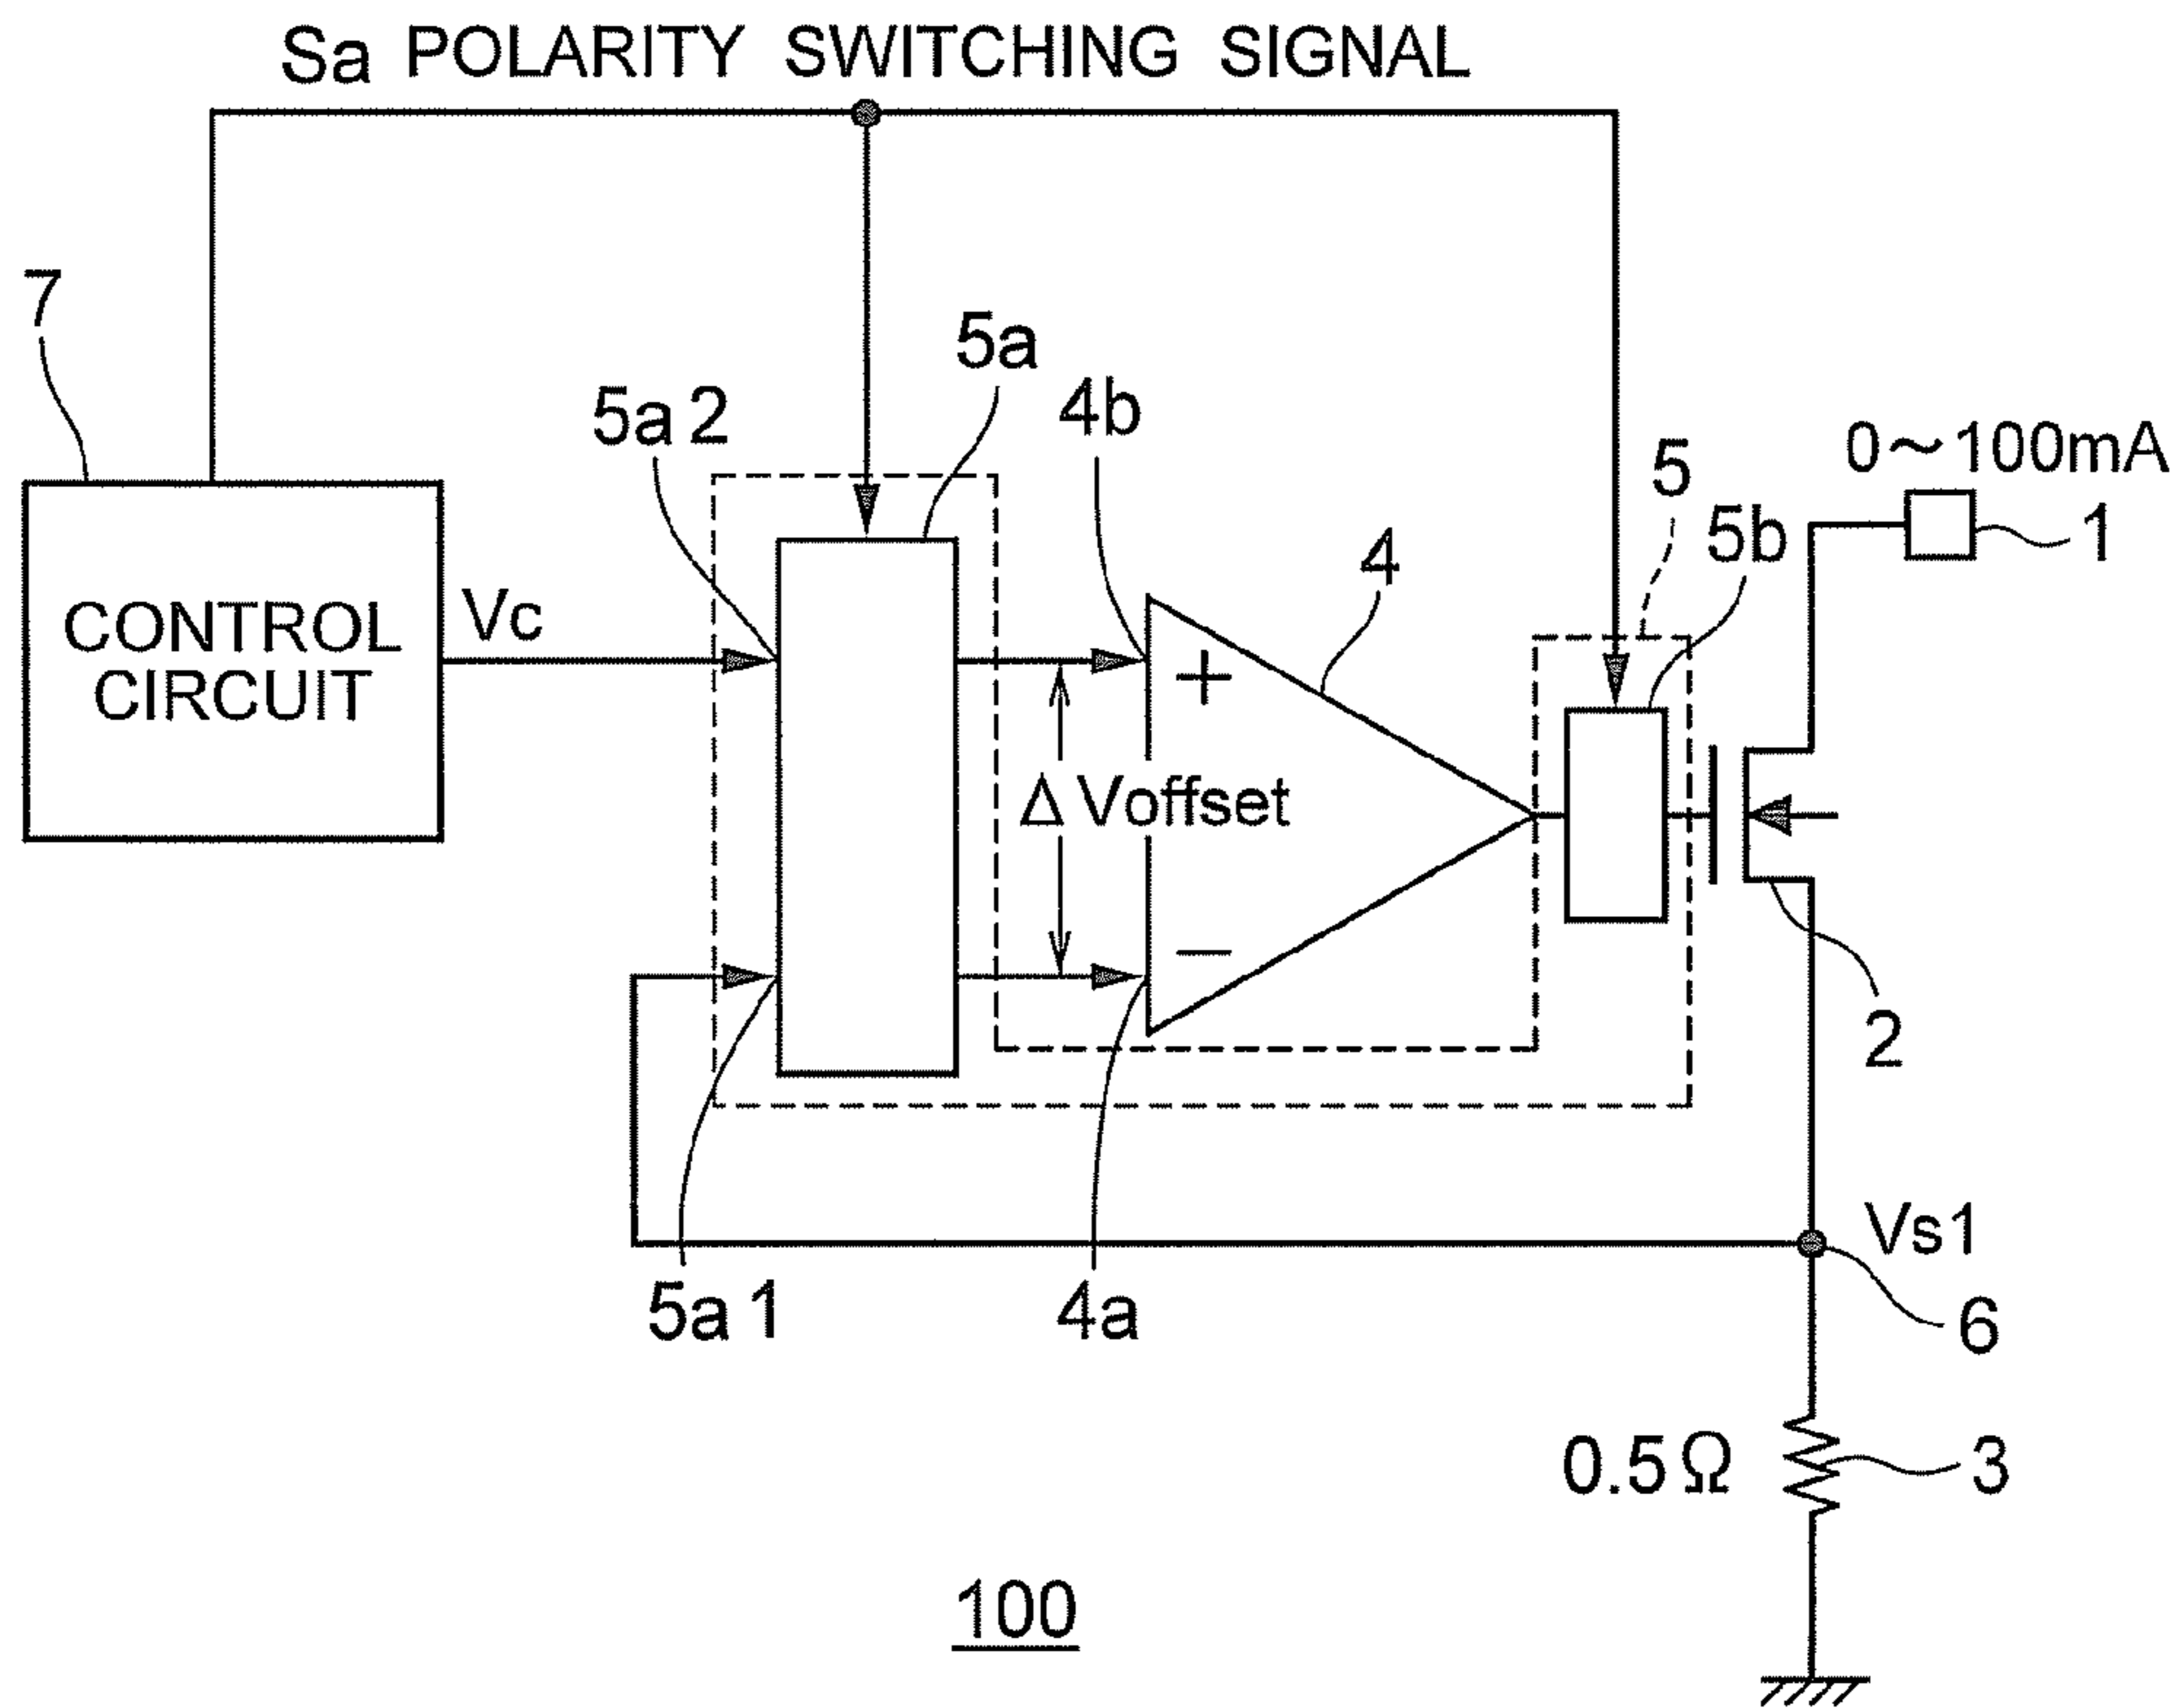 Sa POLARITY SWITCHING SIGNAL
7
5a
5a2
4b
0~100mA
5
1
5b
4
CONTROL
CIRCUIT
Vc
+
Δ Voffset
−
2
Vs1
5a1
4a
6
0.5Ω
3
100